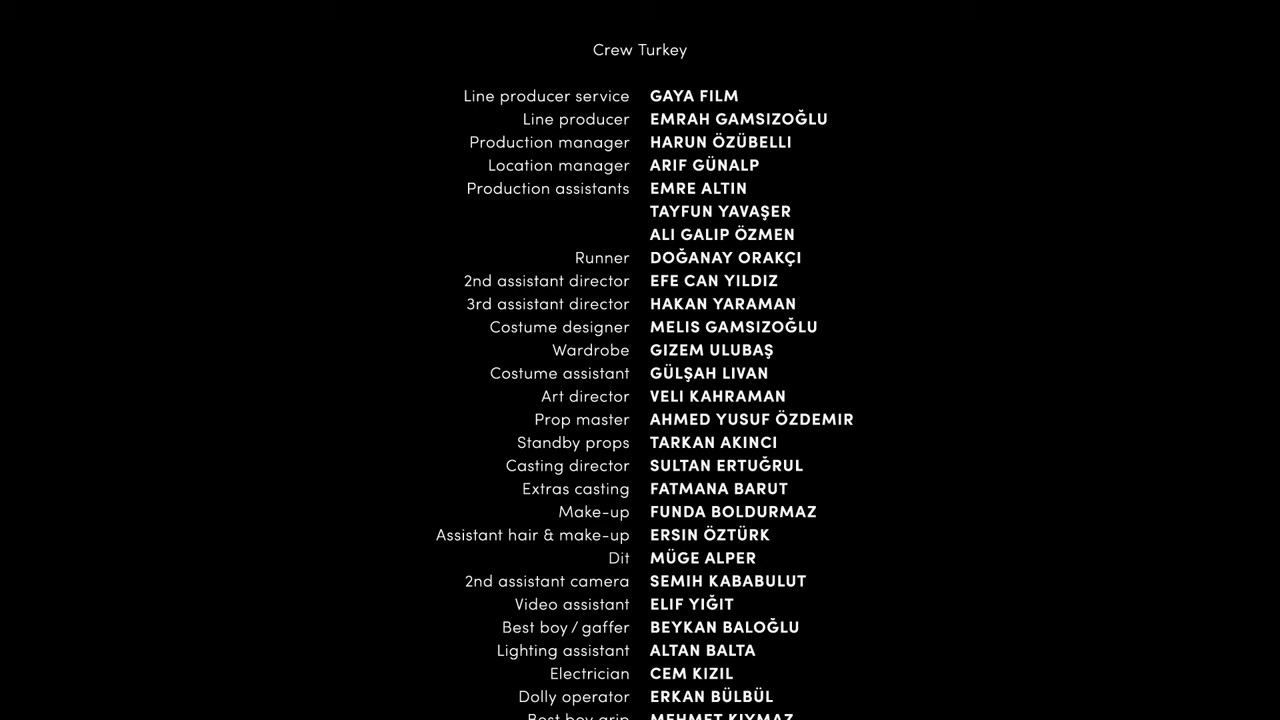 Crew Turkey
Line producer service GAYA FILM
Line producer EMRAH GAMSIZOĞLU
Production manager HARUN ÖZÜBELLI
Location manager ARIF GÜNALP
Production assistants EMRE ALTIN
TAYFUN YAVAŞER
ALI GALIP ÖZMEN
Runner DOĞANAY ORAKÇI
2nd assistant director EFE CAN YILDIZ
3rd assistant director HAKAN YARAMAN
Costume designer MELIS GAMSIZOĞLU
Wardrobe GIZEM ULUBAŞ
Costume assistant GÜLŞAH LIVAN
Art director VELI KAHRAMAN
Prop master AHMED YUSUF ÖZDEMIR
Standby props TARKAN AKINCI
Casting director SULTAN ERTUĞRUL
Extras casting FATMANA BARUT
Make-up FUNDA BOLDURMAZ
Assistant hair & make-up ERSIN ÖZTÜRK
Dit MÜGE ALPER
2nd assistant camera SEMIH KABABULUT
Video assistant ELIF YIĞIT
Best boy / gaffer BEYKAN BALOĞLU
Lighting assistant ALTAN BALTA
Electrician CEM KIZIL
Dolly operator ERKAN BÜLBÜL
Best boy grip MEHMET KIYMAZ